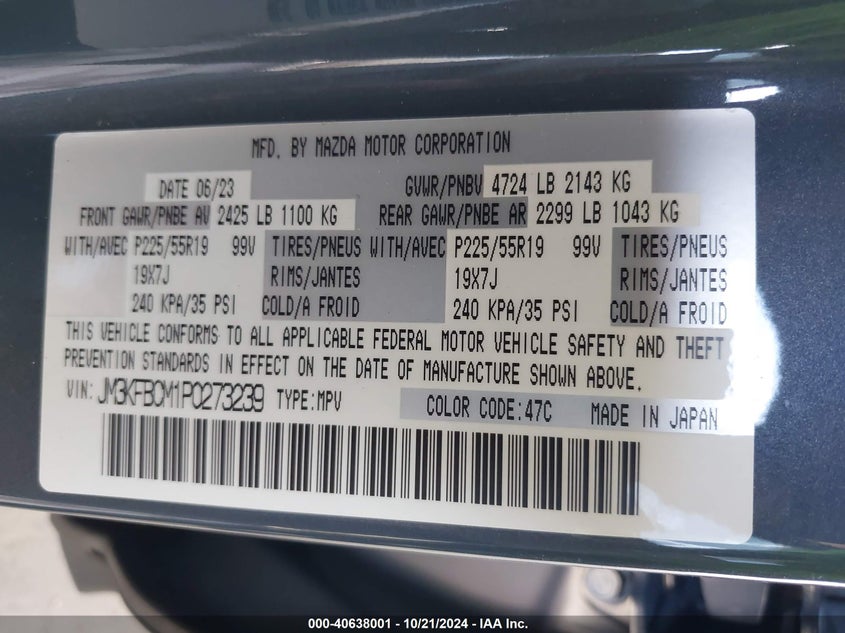 MFD. BY MAZDA MOTOR CORPORATION
DATE 06/23 GVWR/PNBV 4724 LB 2143 KG
FRONT GAWR/PNBE AV 2425 LB 1100 KG REAR GAWR/PNBE AR 2299 LB 1043 KG
WITH/AVEC P225/55R19 99V TIRES/PNEUS WITH/AVEC P225/55R19 99V TIRES/PNEUS
19X7J RIMS/JANTES 19X7J RIMS/JANTES
240 KPA/35 PSI COLD/A FROID 240 KPA/35 PSI COLD/A FROID
THIS VEHICLE CONFORMS TO ALL APPLICABLE FEDERAL MOTOR VEHICLE SAFETY AND THEFT
PREVENTION STANDARDS IN EFFECT ON THE DATE OF MANUFACTURE SHOWN ABOVE.
VIN: JM3KFBCM1P0273239 TYPE:MPV COLOR CODE:47C MADE IN JAPAN
000-40638001 - 10/21/2024 - IAA Inc.